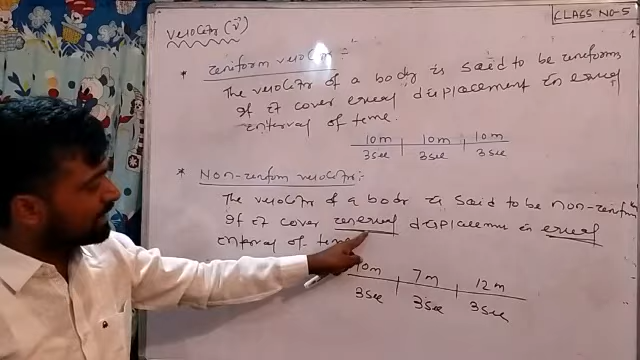 CLASS NO-5
1
Velocity (v⃗)
* Uniform velocity :-
The velocity of a body is said to be uniform
if it cover equal displacement in equal
interval of time.
10m | 10m | 10m
3sec | 3sec | 3sec
* Non-uniform velocity :-
The velocity of a body is said to be non-uniform
if it cover unequal displacement in equal
interval of time
10m | 7m | 12m
3sec | 3sec | 3sec